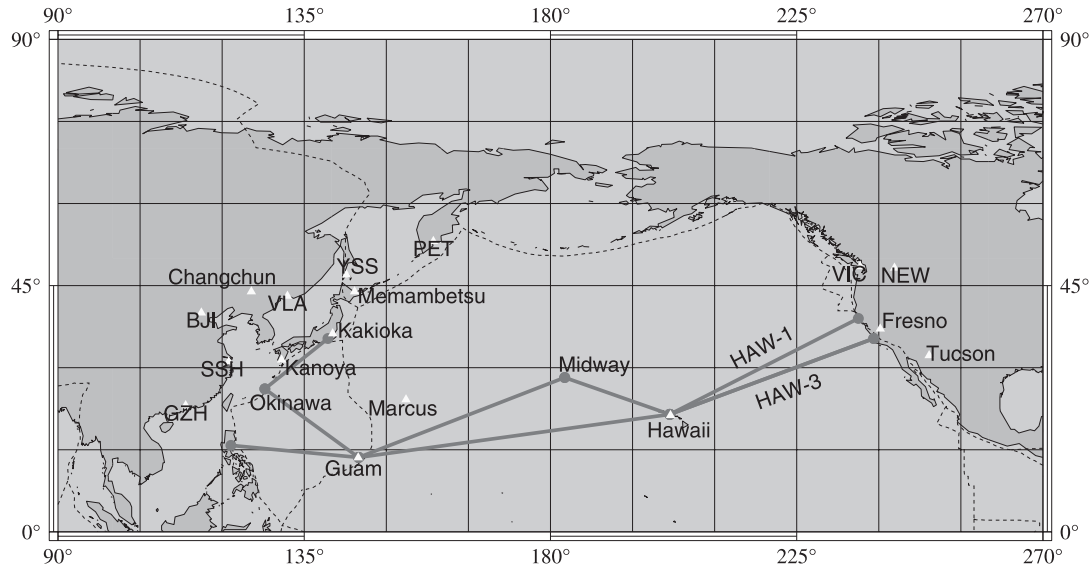 90° 135° 180° 225° 270°
90° 90°
PET
YSS
Changchun
VIC NEW
45° 45°
VLA Memambetsu
BJI
Kakioka Fresno
HAW-1
Tucson
SSH Kanoya Midway
HAW-3
Okinawa
Marcus
GZH
Hawaii
Guam
0° 0°
90° 135° 180° 225° 270°